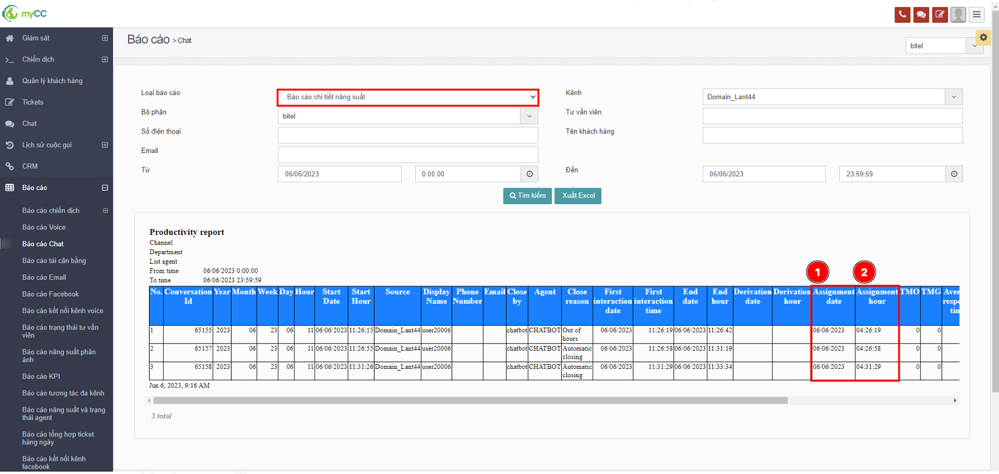 myCC
Giám sát
Chiến dịch
Quản lý khách hàng
Tickets
Chat
Lịch sử cuộc gọi
CRM
Báo cáo
Báo cáo chiến dịch
Báo cáo Voice
Báo cáo Chat
Báo cáo tái cân bằng
Báo cáo Email
Báo cáo Facebook
Báo cáo kết nối kênh voice
Báo cáo trạng thái tư vấn
viên
Báo cáo năng suất phản
ánh
Báo cáo KPI
Báo cáo tương tác đa kênh
Báo cáo năng suất và trạng
thái agent
Báo cáo tổng hợp ticket
hàng ngày
Báo cáo kết nối kênh
facebook
Báo cáo > Chat
bitel
Loại báo cáo Báo cáo chi tiết năng suất Kênh Domain_Lant44
Bộ phận bitel Tư vấn viên
Số điện thoại Tên khách hàng
Email
Từ 06/06/2023 0:00:00 Đến 06/06/2023 23:59:59
Tìm kiếm Xuất Excel
Productivity report
Channel
Department
List agent
From time 06/06/2023 0:00:00
To time 06/06/2023 23:59:59
1 2
No. Conversation Year Month Week Day Hour Start Start Source Display Phone Email Close Agent Close First First End End Derivation Derivation Assignment Assignment TMO TMG Aver
Id Date Hour Name Number by reason interaction interaction date hour date hour date hour respo
date time tin
1 65155 2023 06 23 06 11 06/06/2023 11:26:15 Domain_Lant44 user20006 chatbot CHATBOT Out of 06/06/2023 11:26:19 06/06/2023 11:26:42 06/06/2023 04:26:19 0 0
hours
2 65157 2023 06 23 06 11 06/06/2023 11:26:55 Domain_Lant44 user20006 chatbot CHATBOT Automatic 06/06/2023 11:26:58 06/06/2023 11:31:19 06/06/2023 04:26:58 0 0
closing
3 65158 2023 06 23 06 11 06/06/2023 11:31:26 Domain_Lant44 user20006 chatbot CHATBOT Automatic 06/06/2023 11:31:29 06/06/2023 11:33:34 06/06/2023 04:31:29 0 0
closing
Jun 6, 2023, 9:16 AM
3 total